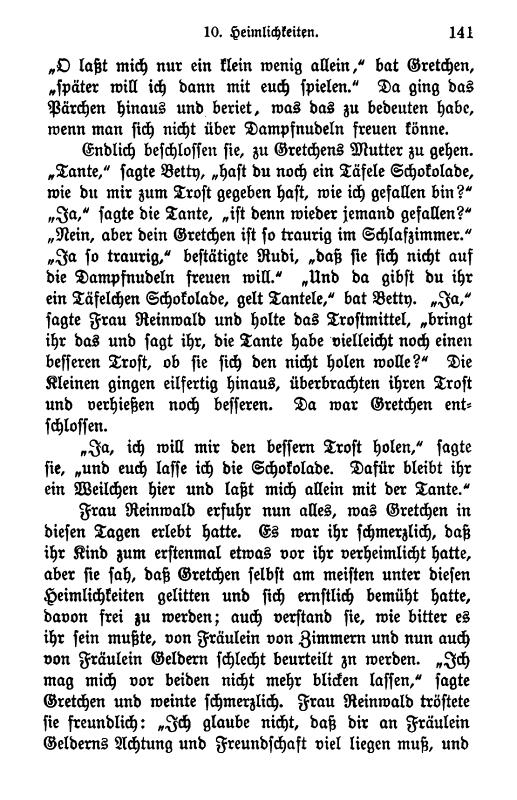 10. Heimlichkeiten. 141
„O laßt mich nur ein klein wenig allein,“ bat Gretchen,
„später will ich dann mit euch spielen.“ Da ging das
Pärchen hinaus und beriet, was das zu bedeuten habe,
wenn man sich nicht über Dampfnudeln freuen könne.
Endlich beschlossen sie, zu Gretchens Mutter zu gehen.
„Tante,“ sagte Betty, „hast du noch ein Täfele Schokolade,
wie du mir zum Trost gegeben hast, wie ich gefallen bin?“
„Ja,“ sagte die Tante, „ist denn wieder jemand gefallen?“
„Nein, aber dein Gretchen ist so traurig im Schlafzimmer.“
„Ja so traurig,“ bestätigte Rudi, „daß sie sich nicht auf
die Dampfnudeln freuen will.“ „Und da gibst du ihr
ein Täfelchen Schokolade, gelt Tantele,“ bat Betty. „Ja,“
sagte Frau Reinwald und holte das Trostmittel, „bringt
ihr das und sagt ihr, die Tante habe vielleicht noch einen
besseren Trost, ob sie sich den nicht holen wolle?“ Die
Kleinen gingen eilfertig hinaus, überbrachten ihren Trost
und verhießen noch besseren. Da war Gretchen ent-
schlossen.
„Ja, ich will mir den bessern Trost holen,“ sagte
sie, „und euch lasse ich die Schokolade. Dafür bleibt ihr
ein Weilchen hier und laßt mich allein mit der Tante.“
Frau Reinwald erfuhr nun alles, was Gretchen in
diesen Tagen erlebt hatte. Es war ihr schmerzlich, daß
ihr Kind zum erstenmal etwas vor ihr verheimlicht hatte,
aber sie sah, daß Gretchen selbst am meisten unter diesen
Heimlichkeiten gelitten und sich ernstlich bemüht hatte,
davon frei zu werden; auch verstand sie, wie bitter es
ihr sein mußte, von Fräulein von Zimmern und nun auch
von Fräulein Geldern schlecht beurteilt zu werden. „Ich
mag mich vor beiden nicht mehr blicken lassen,“ sagte
Gretchen und weinte schmerzlich. Frau Reinwald tröstete
sie freundlich: „Ich glaube nicht, daß dir an Fräulein
Gelderns Achtung und Freundschaft viel liegen muß, und